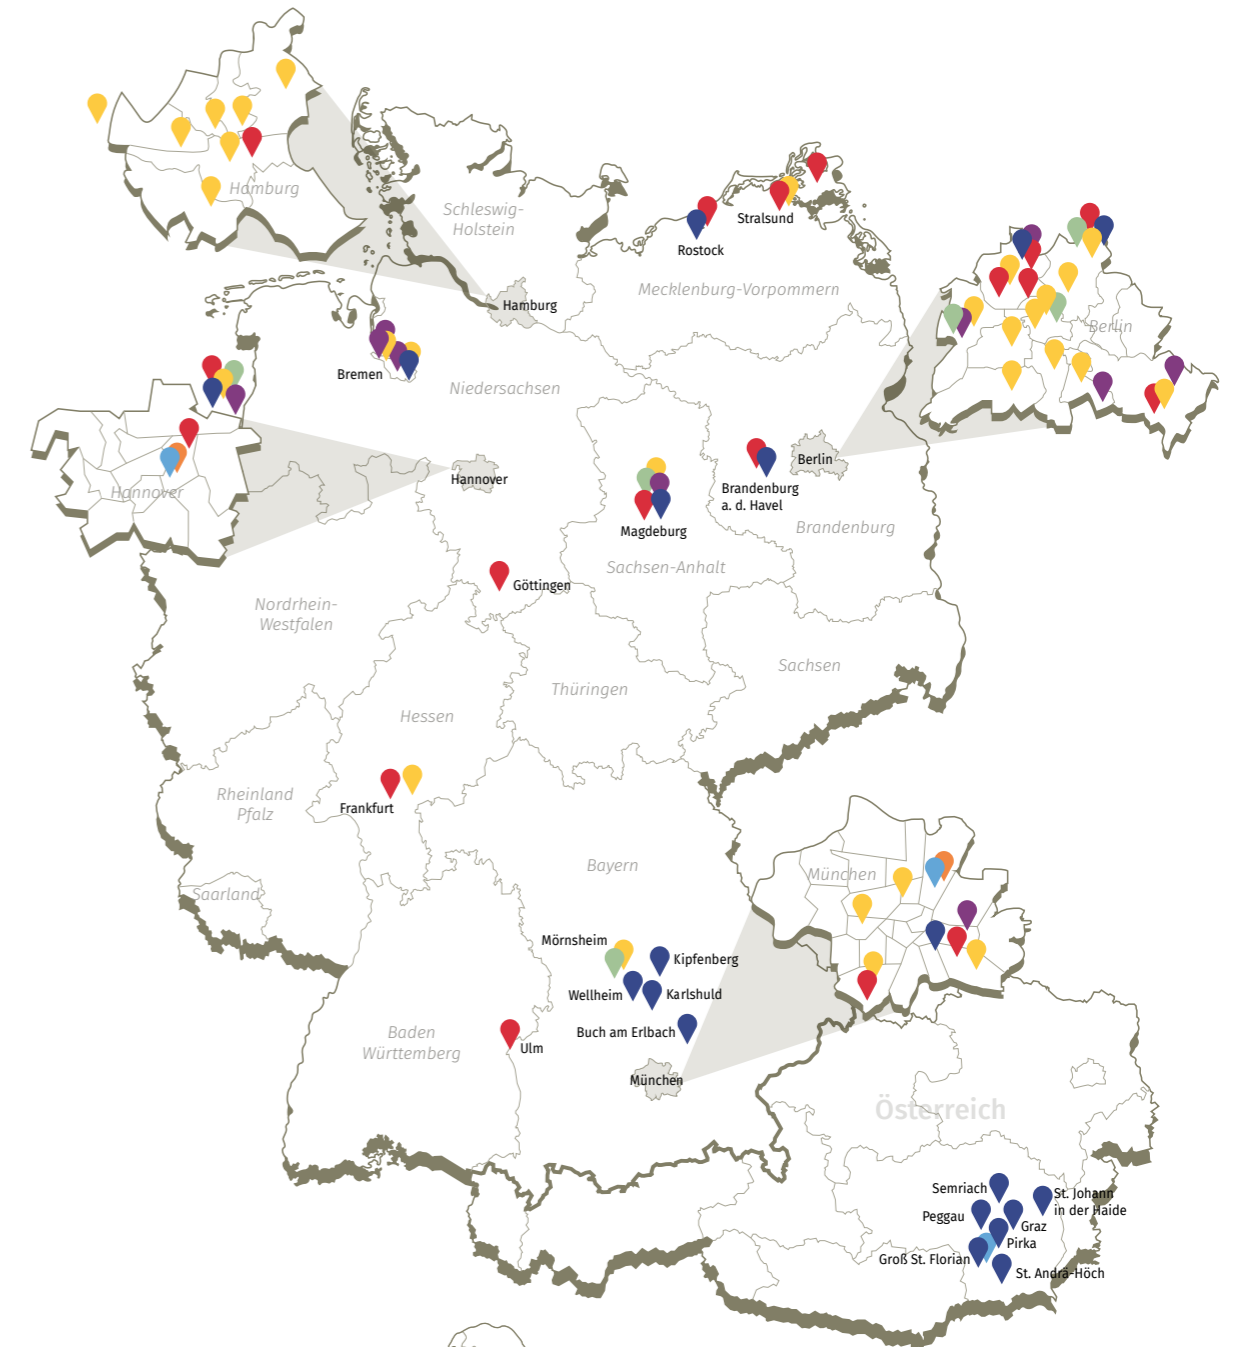 Hamburg
Schleswig-
Holstein
Stralsund
Rostock
Mecklenburg-Vorpommern
Hamburg
Berlin
Bremen
Niedersachsen
Hannover
Hannover
Berlin
Brandenburg
a. d. Havel
Magdeburg
Brandenburg
Sachsen-Anhalt
Göttingen
Nordrhein-
Westfalen
Sachsen
Thüringen
Hessen
Rheinland
Pfalz
Frankfurt
Bayern
München
Saarland
Mörnsheim
Kipfenberg
Wellheim
Karlshuld
Buch am Erlbach
Baden
Württemberg
Ulm
München
Österreich
Semriach
St. Johann
in der Haide
Peggau
Graz
Pirka
Groß St. Florian
St. Andrä-Höch